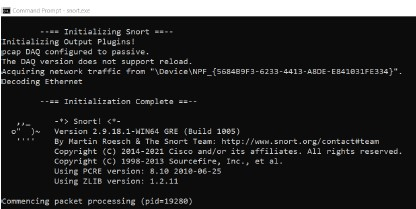 Command Prompt - snort.exe
--== Initializing Snort ==--
Initializing Output Plugins!
pcap DAQ configured to passive.
The DAQ version does not support reload.
Acquiring network traffic from "\Device\NPF_{5684B9F3-6233-4413-A8DE-E841031FE334}".
Decoding Ethernet
--== Initialization Complete ==--
,,_ -*> Snort! <*-
o" )~ Version 2.9.18.1-WIN64 GRE (Build 1005)
'''' By Martin Roesch & The Snort Team: http://www.snort.org/contact#team
Copyright (C) 2014-2021 Cisco and/or its affiliates. All rights reserved.
Copyright (C) 1998-2013 Sourcefire, Inc., et al.
Using PCRE version: 8.10 2010-06-25
Using ZLIB version: 1.2.11
Commencing packet processing (pid=19280)